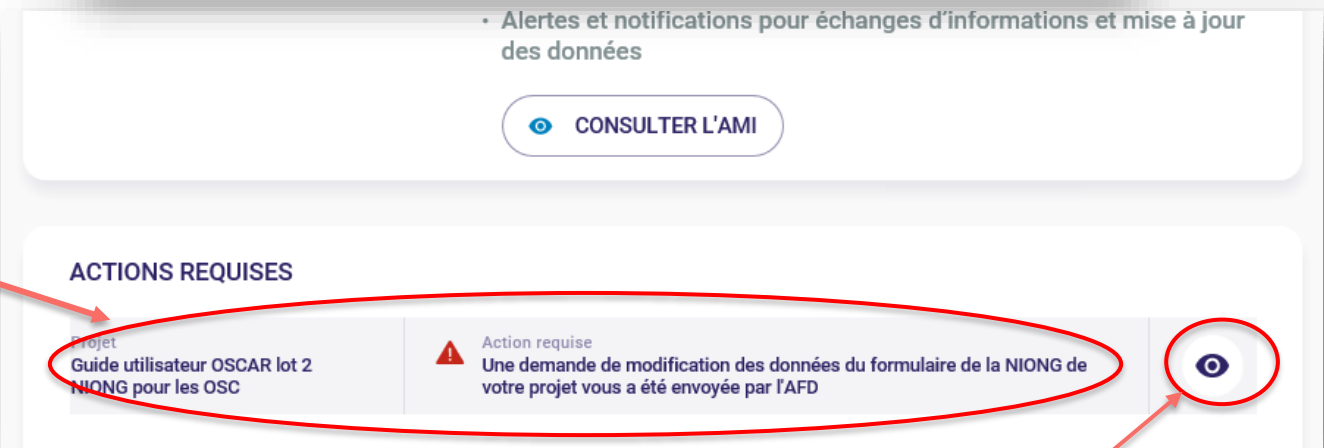 • Alertes et notifications pour échanges d'informations et mise à jour
des données
CONSULTER L'AMI
ACTIONS REQUISES
Projet
Guide utilisateur OSCAR lot 2
NIONG pour les OSC
Action requise
Une demande de modification des données du formulaire de la NIONG de
votre projet vous a été envoyée par l'AFD